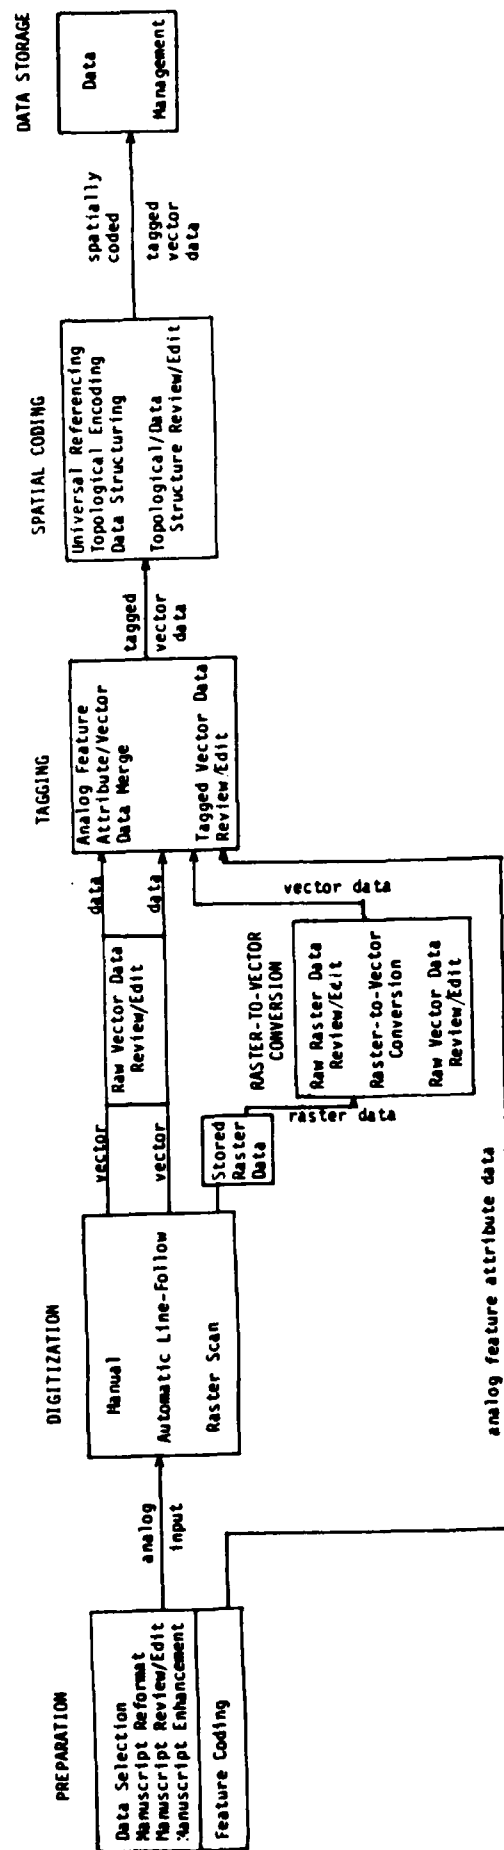 PREPARATION
Data Selection
Manuscript Reformat
Manuscript Review/Edit
Manuscript Enhancement
Feature Coding
analog
input
DIGITIZATION
Manual
Automatic Line-Follow
Raster Scan
vector
vector
Raw Vector Data
Review/Edit
data
data
Stored
Raster
Data
raster data
RASTER-TO-VECTOR
CONVERSION
Raw Raster Data
Review/Edit
Raster-to-Vector
Conversion
Raw Vector Data
Review/Edit
vector data
analog feature attribute data
TAGGING
Analog Feature
Attribute/Vector
Data Merge
Tagged Vector Data
Review/Edit
tagged
vector
data
SPATIAL CODING
Universal Referencing
Topological Encoding
Data Structuring
Topological/Data
Structure Review/Edit
spatially
coded
tagged
vector
data
DATA STORAGE
Data
Management